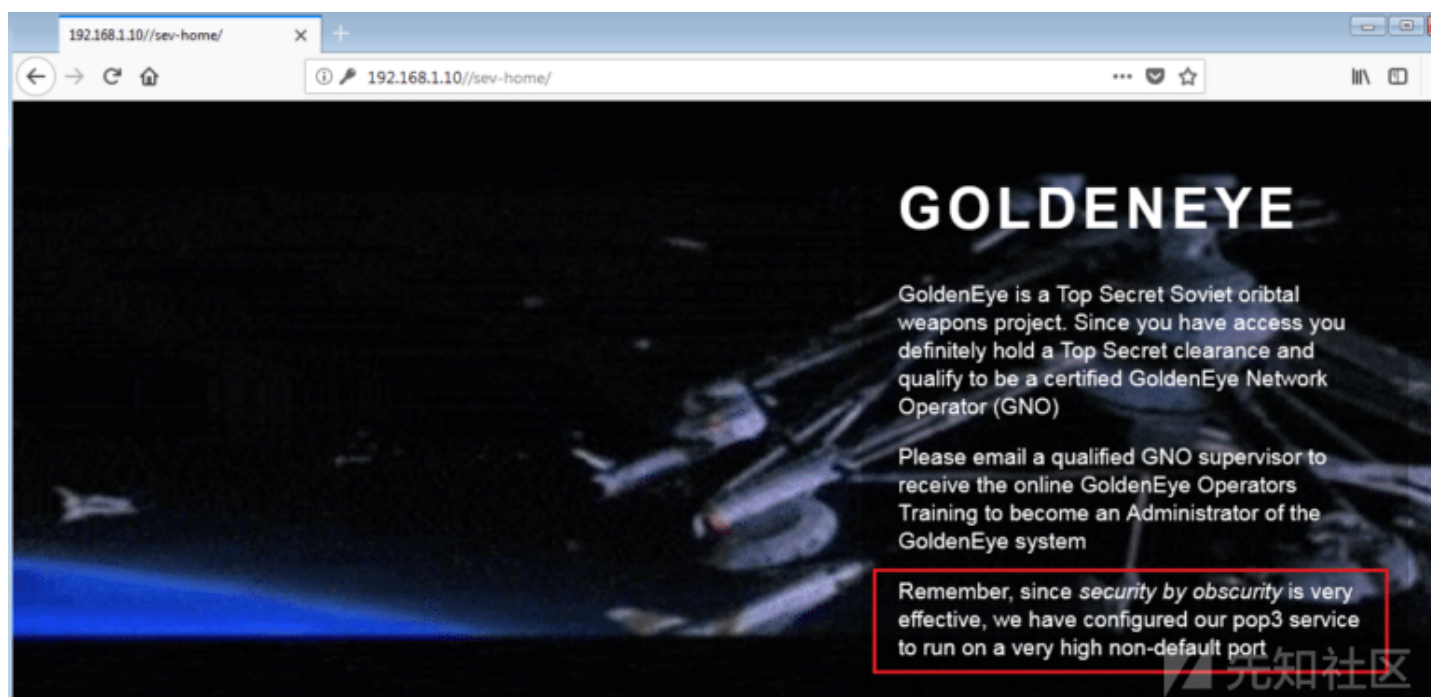 192.168.1.10//sev-home/
192.168.1.10//sev-home/
GOLDENEYE
GoldenEye is a Top Secret Soviet oribtal
weapons project. Since you have access you
definitely hold a Top Secret clearance and
qualify to be a certified GoldenEye Network
Operator (GNO)
Please email a qualified GNO supervisor to
receive the online GoldenEye Operators
Training to become an Administrator of the
GoldenEye system
Remember, since security by obscurity is very
effective, we have configured our pop3 service
to run on a very high non-default port
先知社区